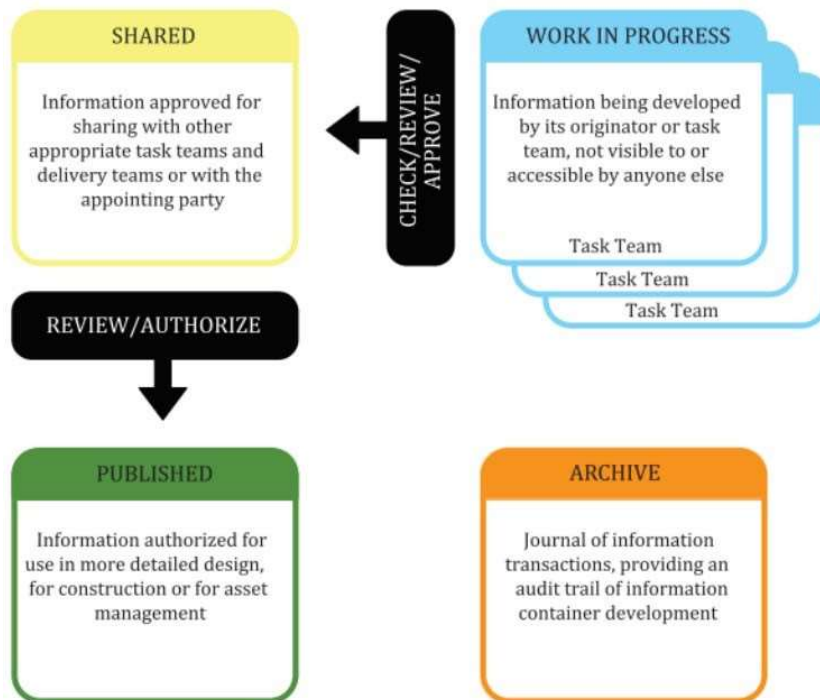 SHARED
Information approved for
sharing with other
appropriate task teams and
delivery teams or with the
appointing party
CHECK/REVIEW/
APPROVE
WORK IN PROGRESS
Information being developed
by its originator or task
team, not visible to or
accessible by anyone else
Task Team
Task Team
Task Team
REVIEW/AUTHORIZE
PUBLISHED
Information authorized for
use in more detailed design,
for construction or for asset
management
ARCHIVE
Journal of information
transactions, providing an
audit trail of information
container development